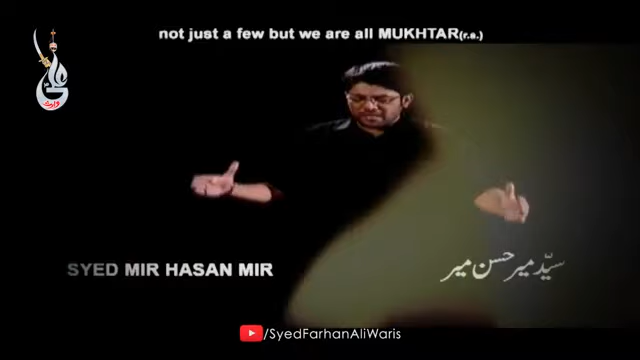 not just a few but we are all MUKHTAR(r.a.)
SYED MIR HASAN MIR
سیّد میر حسن میر
/SyedFarhanAliWaris